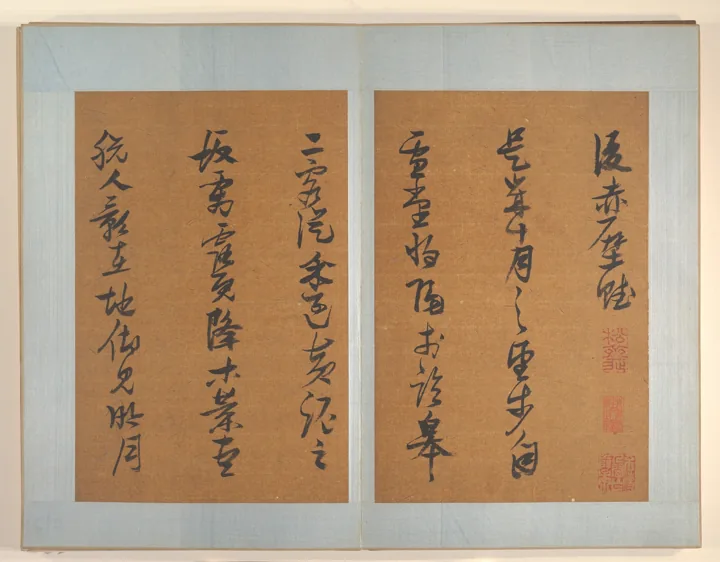 後赤壁賦
是歲十月之望步自
雪堂將歸於臨皋
二客從余過黃泥之
坂霜露既降木葉盡
脫人影在地仰見明月